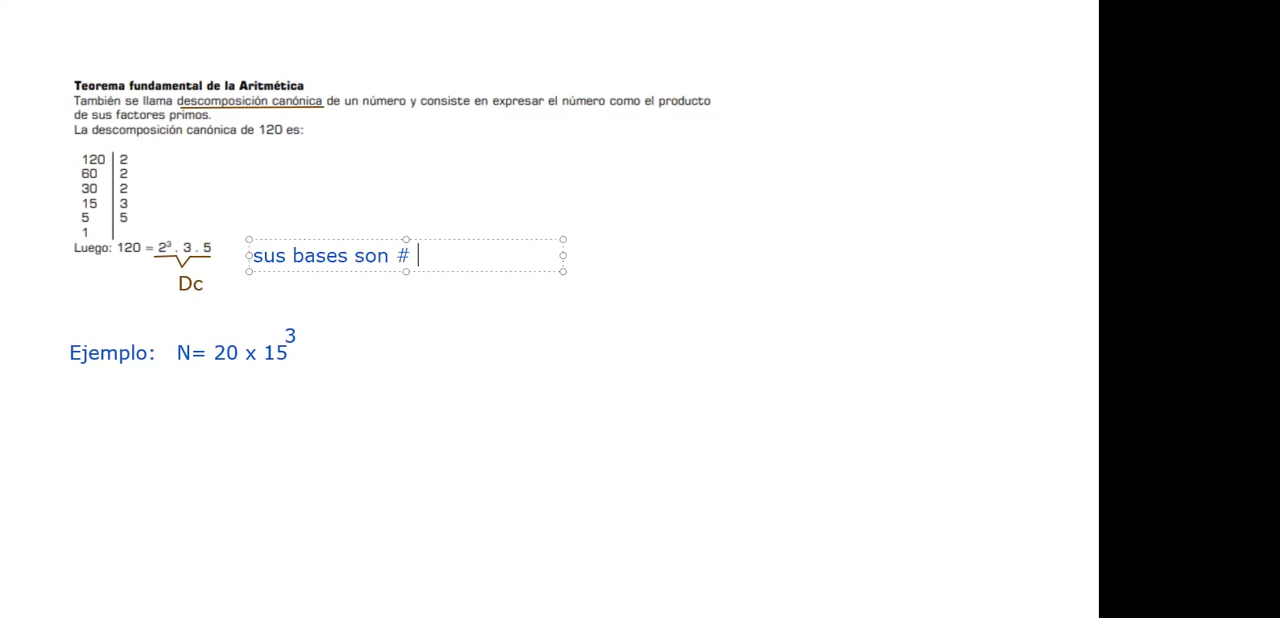 Teorema fundamental de la Aritmética
También se llama descomposición canónica de un número y consiste en expresar el número como el producto
de sus factores primos.
La descomposición canónica de 120 es:
120 | 2
60 | 2
30 | 2
15 | 3
5 | 5
1 |
Luego: 120 = 2³ . 3 . 5
sus bases son #
Dc
Ejemplo: N= 20 x 15³